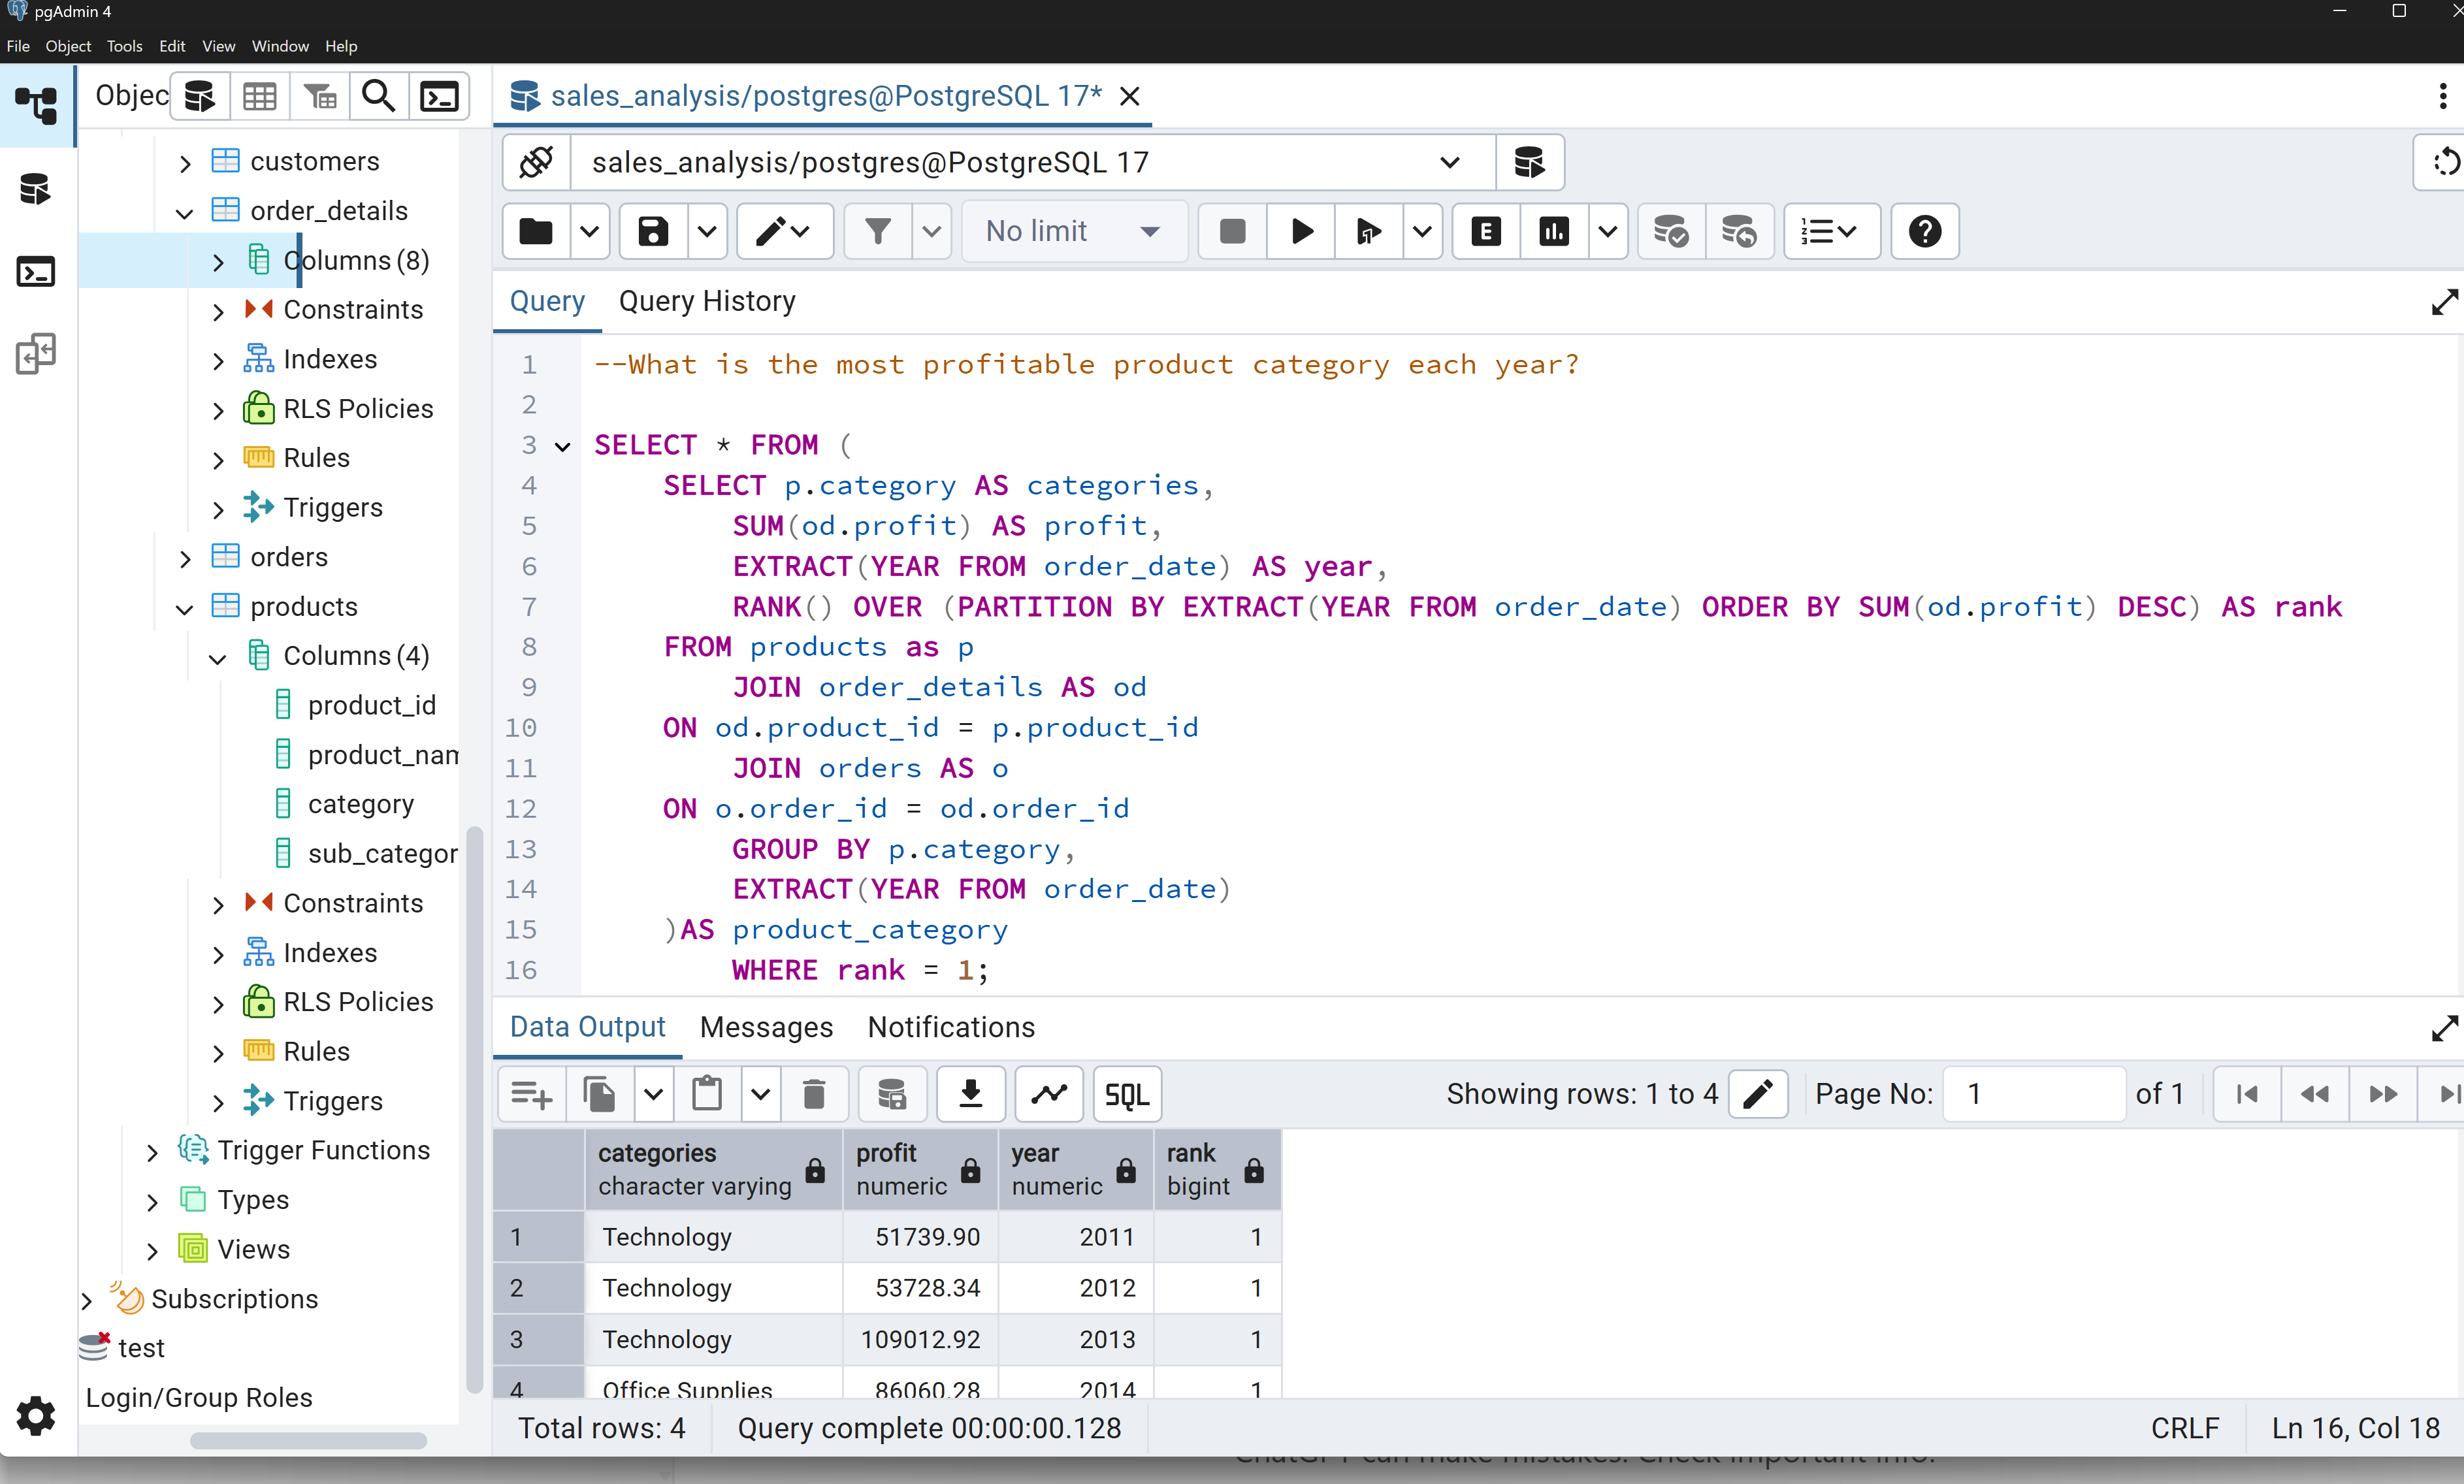 pgAdmin 4
File Object Tools Edit View Window Help
Objec
customers
order_details
Columns (8)
Constraints
Indexes
RLS Policies
Rules
Triggers
orders
products
Columns (4)
product_id
product_nam
category
sub_categor
Constraints
Indexes
RLS Policies
Rules
Triggers
Trigger Functions
Types
Views
Subscriptions
test
Login/Group Roles
sales_analysis/postgres@PostgreSQL 17*
sales_analysis/postgres@PostgreSQL 17
No limit
E
Query Query History
1 --What is the most profitable product category each year?
2
3 SELECT * FROM (
4 SELECT p.category AS categories,
5 SUM(od.profit) AS profit,
6 EXTRACT(YEAR FROM order_date) AS year,
7 RANK() OVER (PARTITION BY EXTRACT(YEAR FROM order_date) ORDER BY SUM(od.profit) DESC) AS rank
8 FROM products as p
9 JOIN order_details AS od
10 ON od.product_id = p.product_id
11 JOIN orders AS o
12 ON o.order_id = od.order_id
13 GROUP BY p.category,
14 EXTRACT(YEAR FROM order_date)
15 )AS product_category
16 WHERE rank = 1;
Data Output Messages Notifications
SQL Showing rows: 1 to 4 Page No: 1 of 1
categories profit year rank
character varying numeric numeric bigint
1 Technology 51739.90 2011 1
2 Technology 53728.34 2012 1
3 Technology 109012.92 2013 1
4 Office Supplies 86060.28 2014 1
Total rows: 4 Query complete 00:00:00.128 CRLF Ln 16, Col 18
ChatGPT can make mistakes. Check important info.